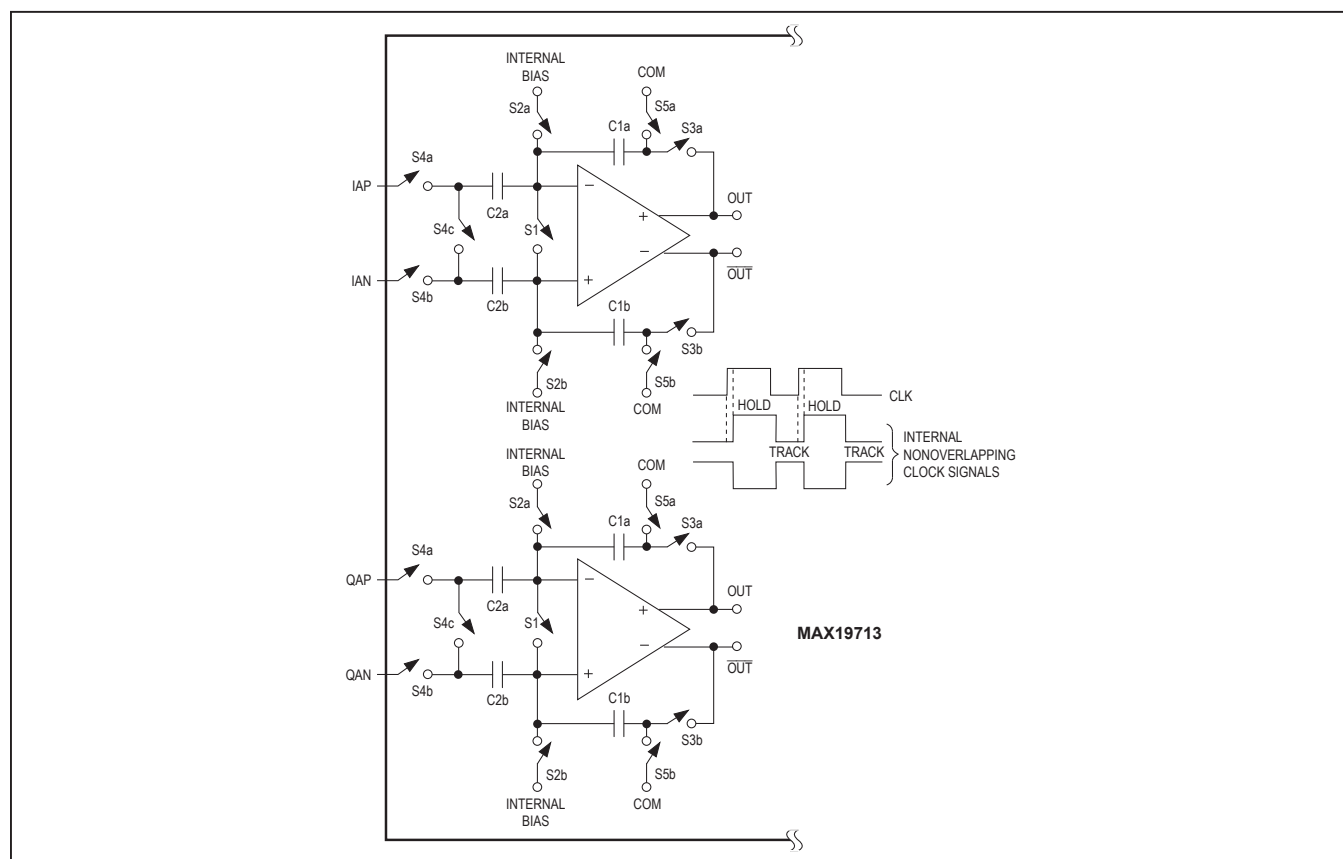 INTERNAL
BIAS
COM
S2a
S5a
C1a
S3a
S4a
IAP
C2a
−
+
OUT
S4c
S1
−
OUT
IAN
+
S4b
C2b
C1b
S3b
S2b
S5b
INTERNAL
BIAS
COM
CLK
HOLD HOLD
TRACK TRACK
INTERNAL
NONOVERLAPPING
CLOCK SIGNALS
INTERNAL
BIAS
COM
S2a
S5a
C1a
S3a
S4a
QAP
C2a
−
+
OUT
S4c
S1
MAX19713
−
OUT
QAN
+
S4b
C2b
C1b
S3b
S2b
S5b
INTERNAL
BIAS
COM